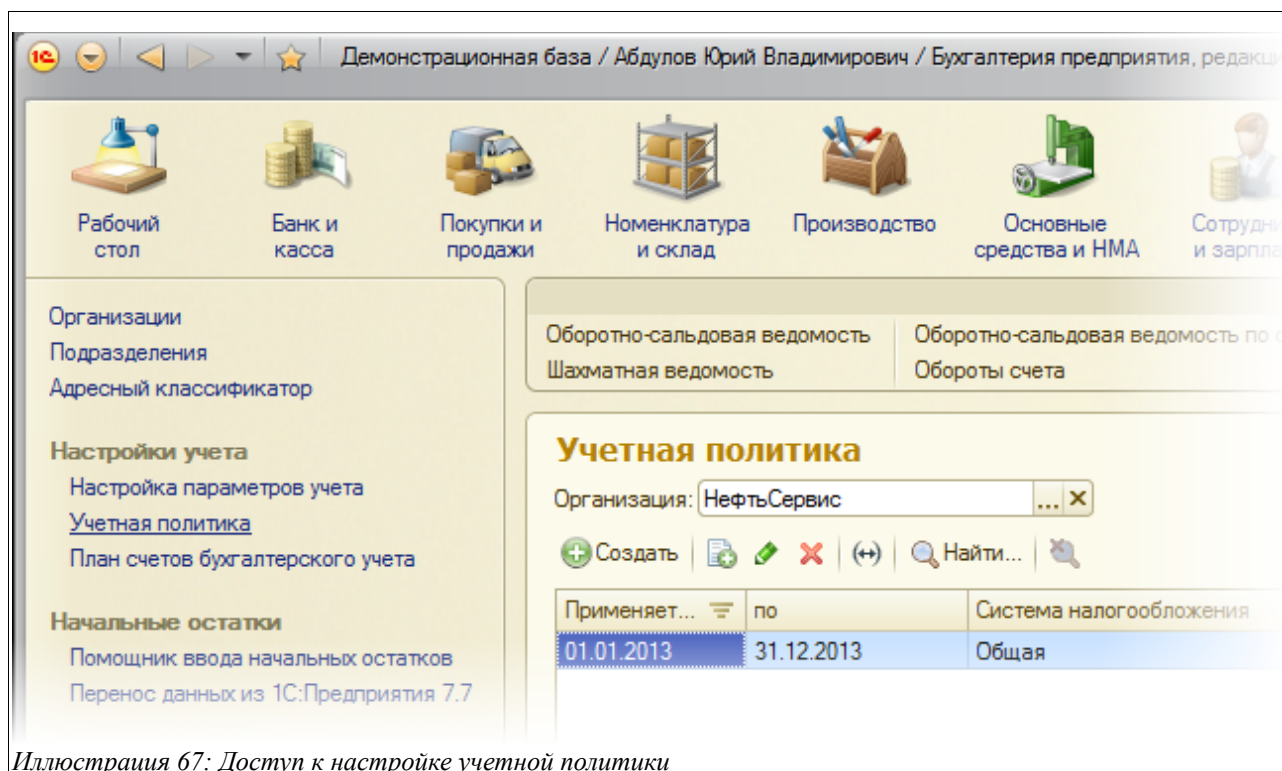 1С Демонстрационная база / Абдулов Юрий Владимирович / Бухгалтерия предприятия, редакци
Рабочий
стол
Банк и
касса
Покупки и
продажи
Номенклатура
и склад
Производство
Основные
средства и НМА
Сотрудни
и зарпла
Организации
Подразделения
Адресный классификатор
Настройки учета
Настройка параметров учета
Учетная политика
План счетов бухгалтерского учета
Начальные остатки
Помощник ввода начальных остатков
Перенос данных из 1С:Предприятия 7.7
Оборотно-сальдовая ведомость Оборотно-сальдовая ведомость по с
Шахматная ведомость Обороты счета
Учетная политика
Организация: НефтьСервис ...
Создать Найти...
Применяет... по Система налогообложения
01.01.2013 31.12.2013 Общая
Иллюстрация 67: Доступ к настройке учетной политики